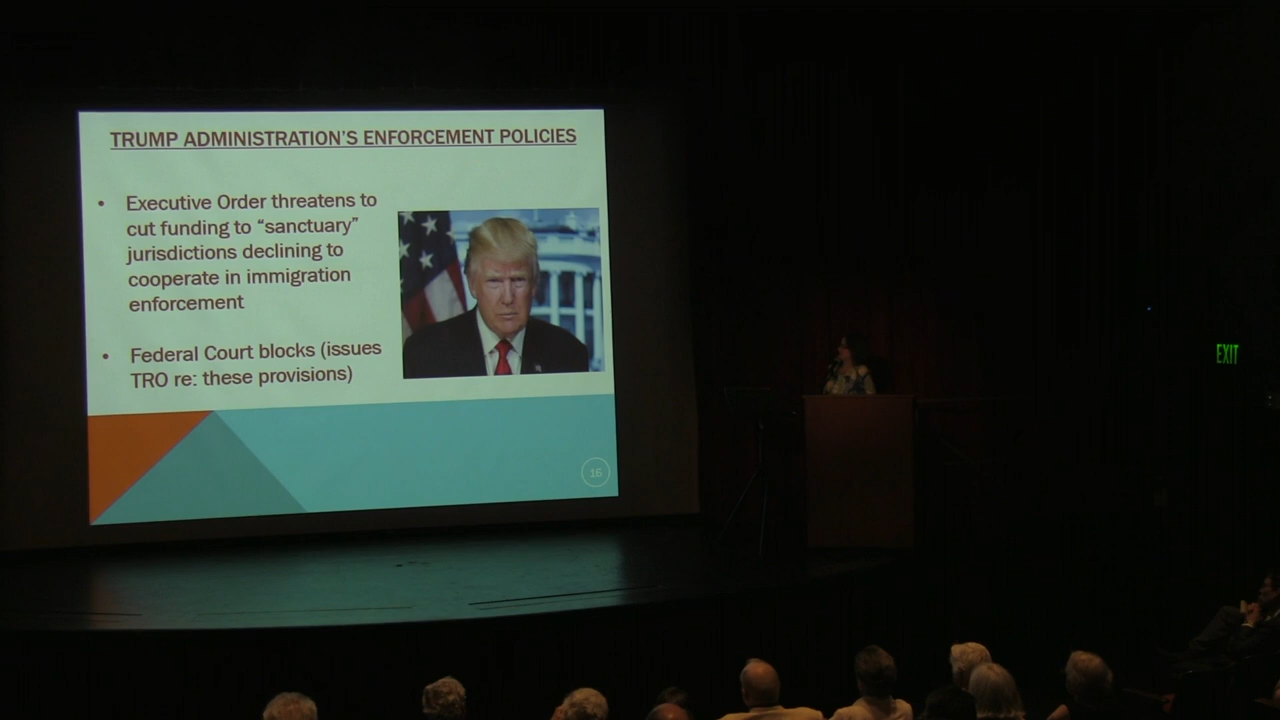 TRUMP ADMINISTRATION'S ENFORCEMENT POLICIES
• Executive Order threatens to
cut funding to “sanctuary”
jurisdictions declining to
cooperate in immigration
enforcement
• Federal Court blocks (issues
TRO re: these provisions)
16
EXIT